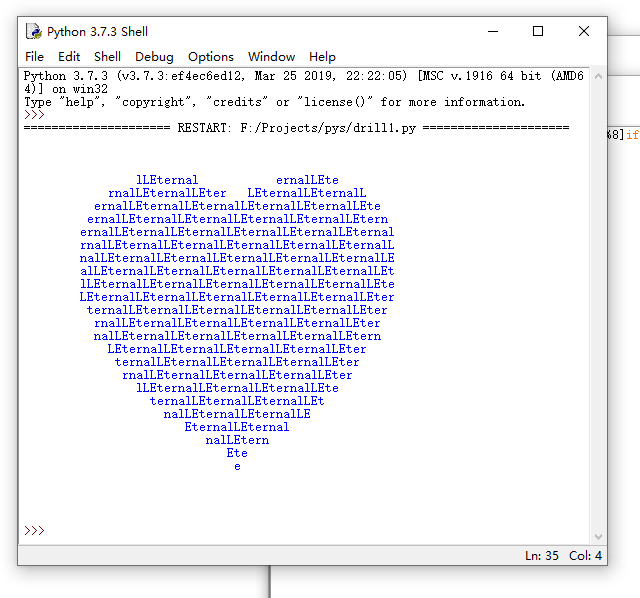 Python 3.7.3 Shell
File Edit Shell Debug Options Window Help
Python 3.7.3 (v3.7.3:ef4ec6ed12, Mar 25 2019, 22:22:05) [MSC v.1916 64 bit (AMD6
4)] on win32
Type "help", "copyright", "credits" or "license()" for more information.
>>>
===================== RESTART: F:/Projects/pys/drill1.py =====================
68]if
lLEternal           ernalLEte
rnalLEternalLEter   LEternalLEternalL
ernalLEternalLEternalLEternalLEternalLEte
ernalLEternalLEternalLEternalLEternalLEtern
ernalLEternalLEternalLEternalLEternalLEternal
rnalLEternalLEternalLEternalLEternalLEternalL
nalLEternalLEternalLEternalLEternalLEternalLE
alLEternalLEternalLEternalLEternalLEternalLEt
lLEternalLEternalLEternalLEternalLEternalLEte
LEternalLEternalLEternalLEternalLEternalLEter
ternalLEternalLEternalLEternalLEternalLEter
rnalLEternalLEternalLEternalLEternalLEter
nalLEternalLEternalLEternalLEternalLEtern
LEternalLEternalLEternalLEternalLEter
ternalLEternalLEternalLEternalLEter
rnalLEternalLEternalLEternalLEter
lLEternalLEternalLEternalLEte
ternalLEternalLEternalLEt
nalLEternalLEternalLE
EternalLEternal
nalLEtern
Ete
e
>>>
Ln: 35 Col: 4